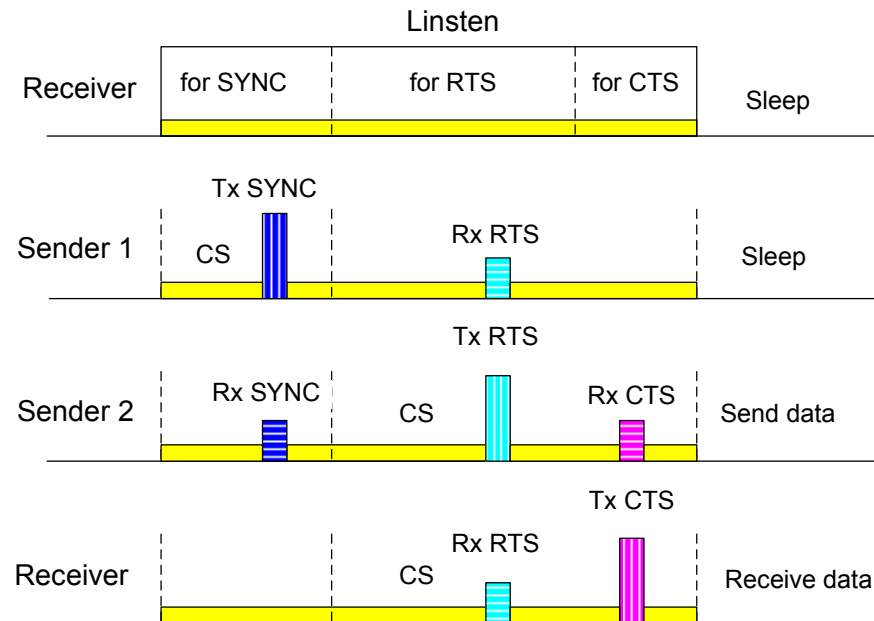 Linsten
Receiver for SYNC for RTS for CTS Sleep
Tx SYNC
Sender 1 CS Rx RTS Sleep
Tx RTS
Sender 2 Rx SYNC CS Rx CTS Send data
Tx CTS
Receiver CS Rx RTS Receive data